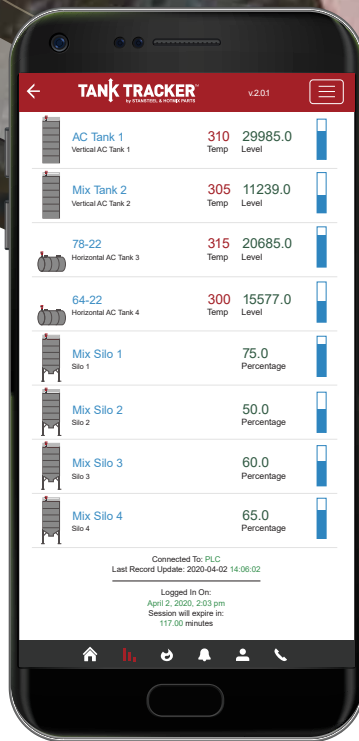 TANK TRACKER™
by STANSTEEL & HOTMIX PARTS
v.2.0.1
AC Tank 1
Vertical AC Tank 1
310
Temp
29985.0
Level
Mix Tank 2
Vertical AC Tank 2
305
Temp
11239.0
Level
78-22
Horizontal AC Tank 3
315
Temp
20685.0
Level
64-22
Horizontal AC Tank 4
300
Temp
15577.0
Level
Mix Silo 1
Silo 1
75.0
Percentage
Mix Silo 2
Silo 2
50.0
Percentage
Mix Silo 3
Silo 3
60.0
Percentage
Mix Silo 4
Silo 4
65.0
Percentage
Connected To: PLC
Last Record Update: 2020-04-02 14:06:02
Logged In On:
April 2, 2020, 2:03 pm
Session will expire in:
117.00 minutes